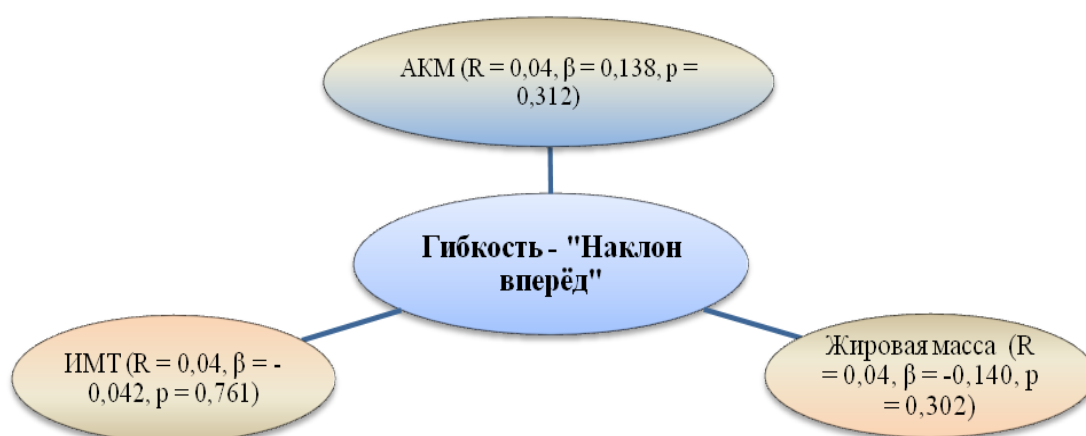 АКМ (R = 0,04, β = 0,138, p =
0,312)
Гибкость - "Наклон
вперёд"
ИМТ (R = 0,04, β = -
0,042, p = 0,761)
Жировая масса (R
= 0,04, β = -0,140, p
= 0,302)